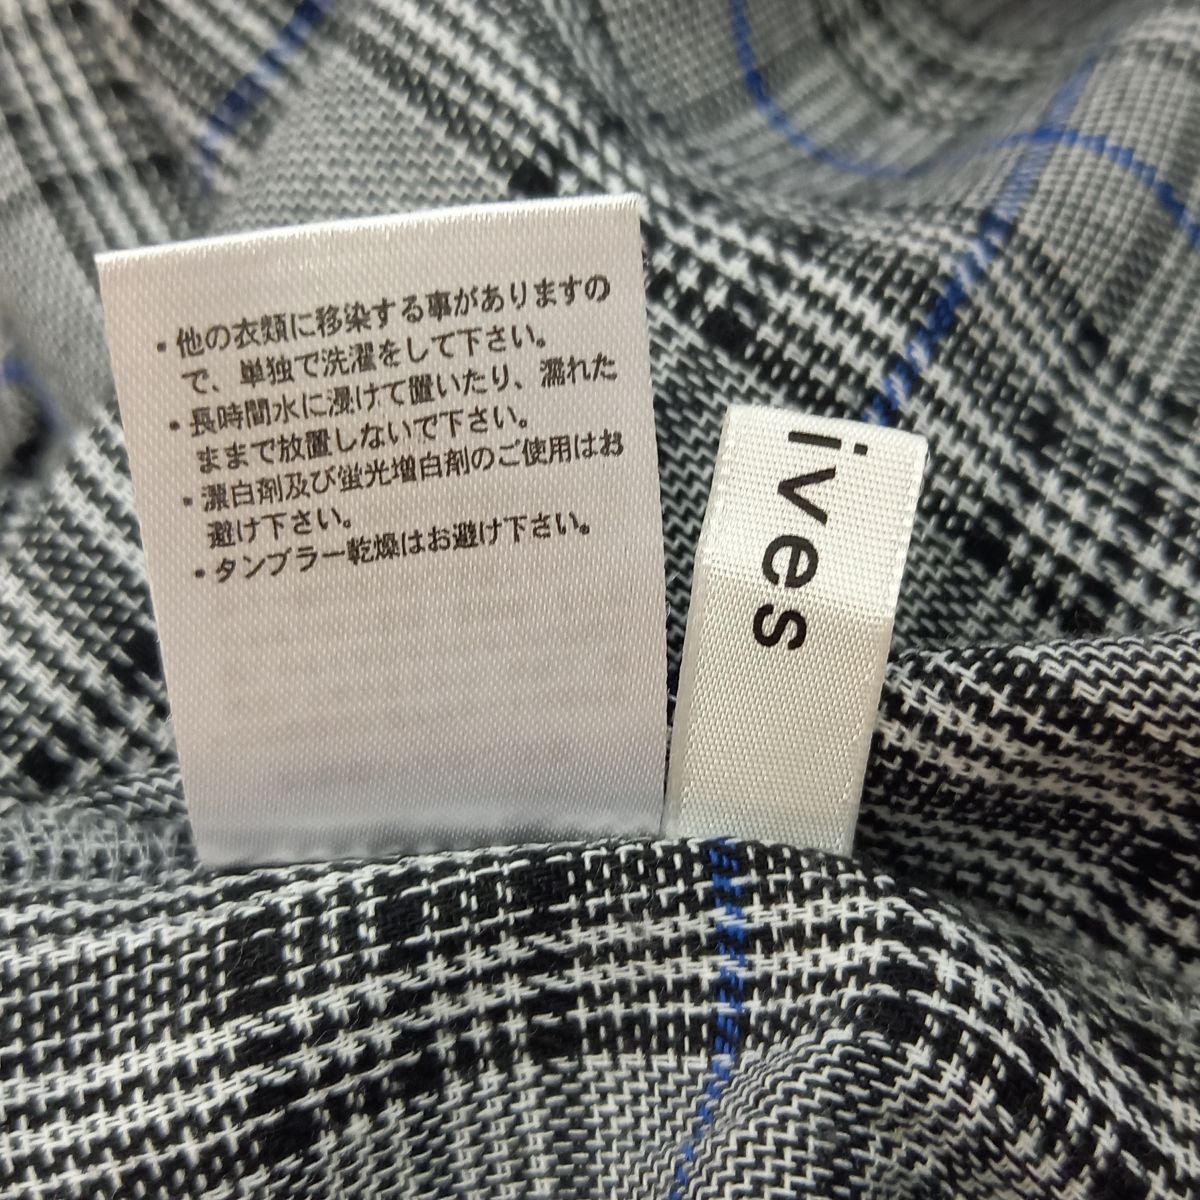 ・他の衣類に移染する事がありますの
で、単独で洗濯をして下さい。
・長時間水に浸けて置いたり、濡れた
ままで放置しないで下さい。
・漂白剤及び蛍光増白剤のご使用はお
避け下さい。
・タンブラー乾燥はお避け下さい。
ives